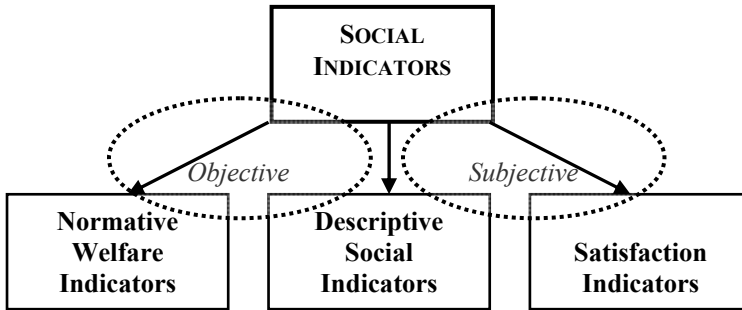 SOCIAL
INDICATORS
Objective
Subjective
Normative
Welfare
Indicators
Descriptive
Social
Indicators
Satisfaction
Indicators